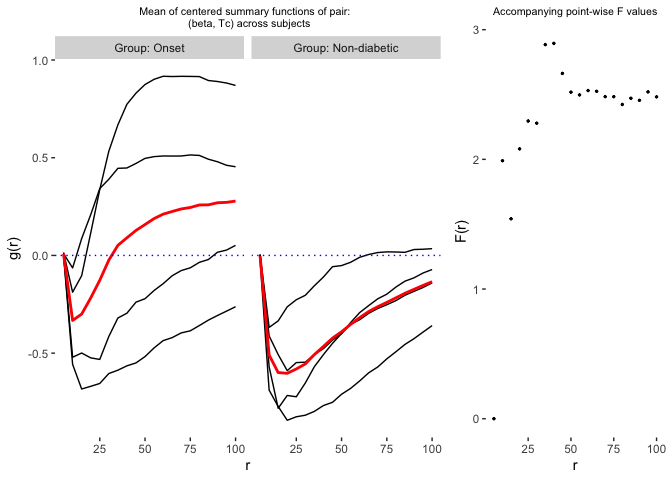 Mean of centered summary functions of pair:
(beta, Tc) across subjects
Accompanying point-wise F values
Group: Onset
Group: Non-diabetic
g(r)
1.0
0.5
0.0
-0.5
25 50 75 100
25 50 75 100
r
F(r)
3
2
1
0
25 50 75 100
r